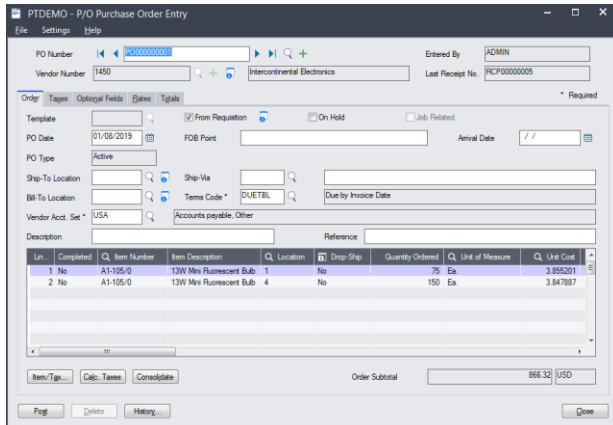 PTDEMO - P/O Purchase Order Entry
File Settings Help
PO Number PO000000001 Entered By ADMIN
Vendor Number 1450 Intercontinental Electronics Last Receipt No. RCP00000005
Order Taxes Optional Fields Rates Totals * Required
Template From Requisition On Hold Job Related
PO Date 01/08/2019 FOB Point Arrival Date / /
PO Type Active
Ship-To Location Ship-Via
Bill-To Location Terms Code * DUETBL Due by Invoice Date
Vendor Acct. Set * USA Accounts payable, Other
Description Reference
Lin... Completed Item Number Item Description Location Drop-Ship Quantity Ordered Unit of Measure Unit Cost
1 No A1-105/0 13W Mini Fluorescent Bulb 1 No 75 Ea. 3.855201
2 No A1-105/0 13W Mini Fluorescent Bulb 4 No 150 Ea. 3.847887
Item/Tax... Calc. Taxes Consolidate Order Subtotal 866.32 USD
Post Delete History... Close